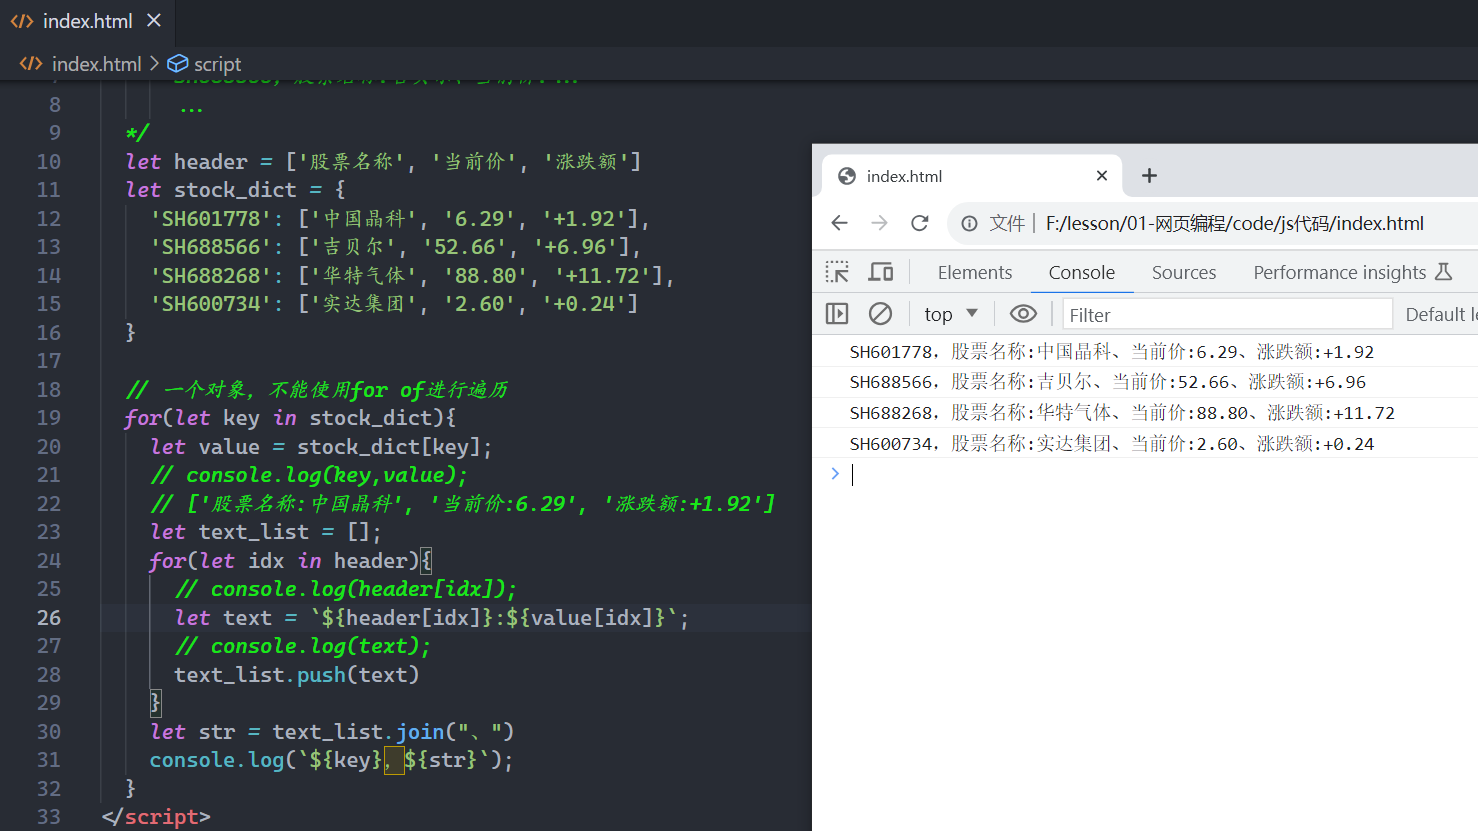 index.html
index.html > script
8 ...
9 */
10 let header = ['股票名称', '当前价', '涨跌额']
11 let stock_dict = {
12 'SH601778': ['中国晶科', '6.29', '+1.92'],
13 'SH688566': ['吉贝尔', '52.66', '+6.96'],
14 'SH688268': ['华特气体', '88.80', '+11.72'],
15 'SH600734': ['实达集团', '2.60', '+0.24']
16 }
17
18 // 一个对象，不能使用for of进行遍历
19 for(let key in stock_dict){
20 let value = stock_dict[key];
21 // console.log(key,value);
22 // ['股票名称:中国晶科', '当前价:6.29', '涨跌额:+1.92']
23 let text_list = [];
24 for(let idx in header){
25 // console.log(header[idx]);
26 let text = `${header[idx]}:${value[idx]}`;
27 // console.log(text);
28 text_list.push(text)
29 }
30 let str = text_list.join("、")
31 console.log(`${key}，${str}`);
32 }
33 </script>
index.html
文件 | F:/lesson/01-网页编程/code/js代码/index.html
Elements Console Sources Performance insights
top Filter Default le
SH601778，股票名称:中国晶科、当前价:6.29、涨跌额:+1.92
SH688566，股票名称:吉贝尔、当前价:52.66、涨跌额:+6.96
SH688268，股票名称:华特气体、当前价:88.80、涨跌额:+11.72
SH600734，股票名称:实达集团、当前价:2.60、涨跌额:+0.24
>